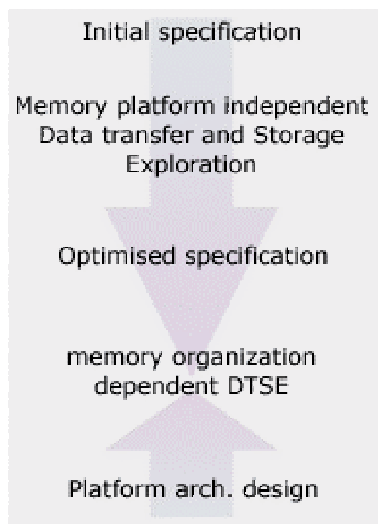 Initial specification
Memory platform independent
Data transfer and Storage
Exploration
Optimised specification
memory organization
dependent DTSE
Platform arch. design